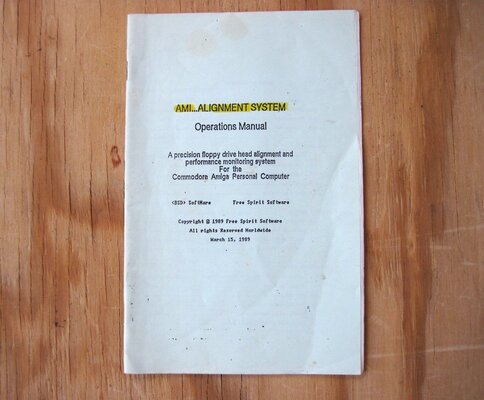 AMI...ALIGNMENT SYSTEM
Operations Manual
A precision floppy drive head alignment and
performance monitoring system
For the
Commodore Amiga Personal Computer
<BSD> SoftWare Free Spirit Software
Copyright @ 1989 Free Spirit Software
All rights Reserved Worldwide
March 15, 1989